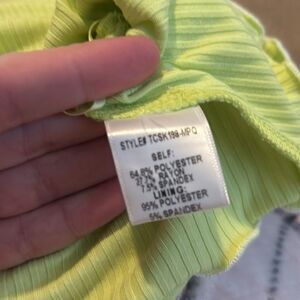 STYLE# TCSK198-MPQ
SELF:
64.8% POLYESTER
27.7% RAYON
7.5% SPANDEX
LINING:
95% POLYESTER
5% SPANDEX